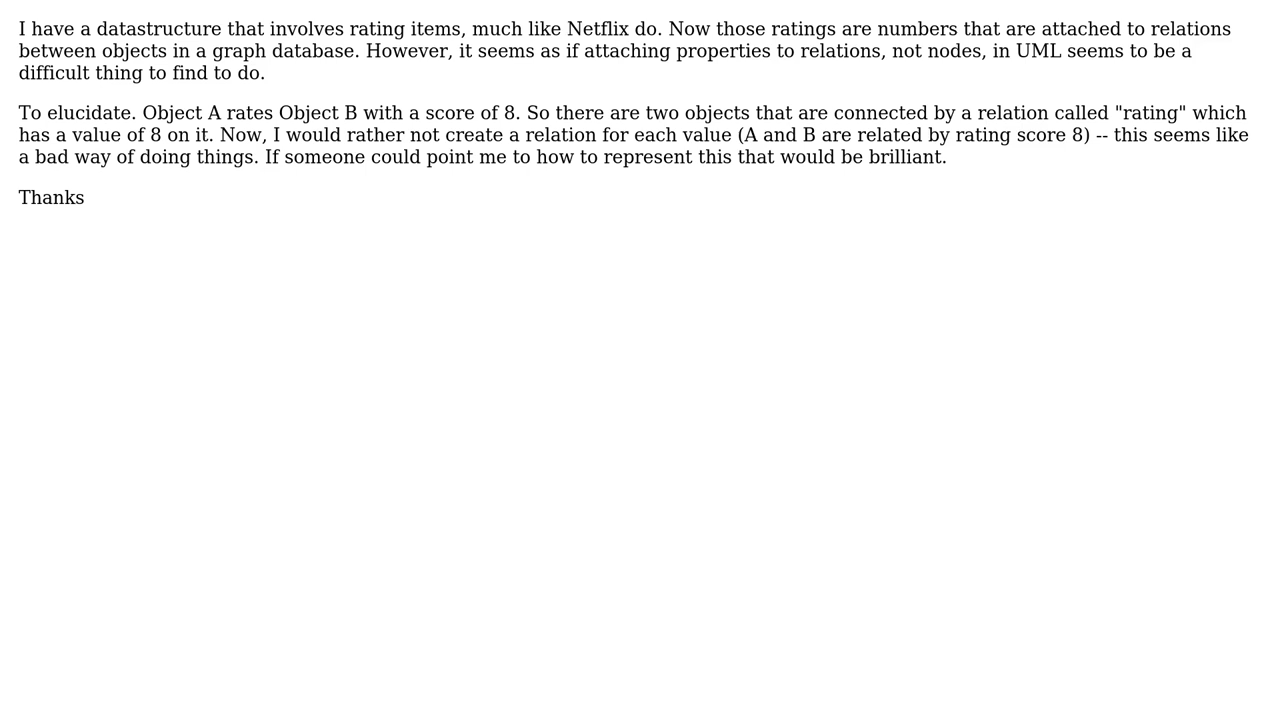 I have a datastructure that involves rating items, much like Netflix do. Now those ratings are numbers that are attached to relations
between objects in a graph database. However, it seems as if attaching properties to relations, not nodes, in UML seems to be a
difficult thing to find to do.
To elucidate. Object A rates Object B with a score of 8. So there are two objects that are connected by a relation called "rating" which
has a value of 8 on it. Now, I would rather not create a relation for each value (A and B are related by rating score 8) -- this seems like
a bad way of doing things. If someone could point me to how to represent this that would be brilliant.
Thanks